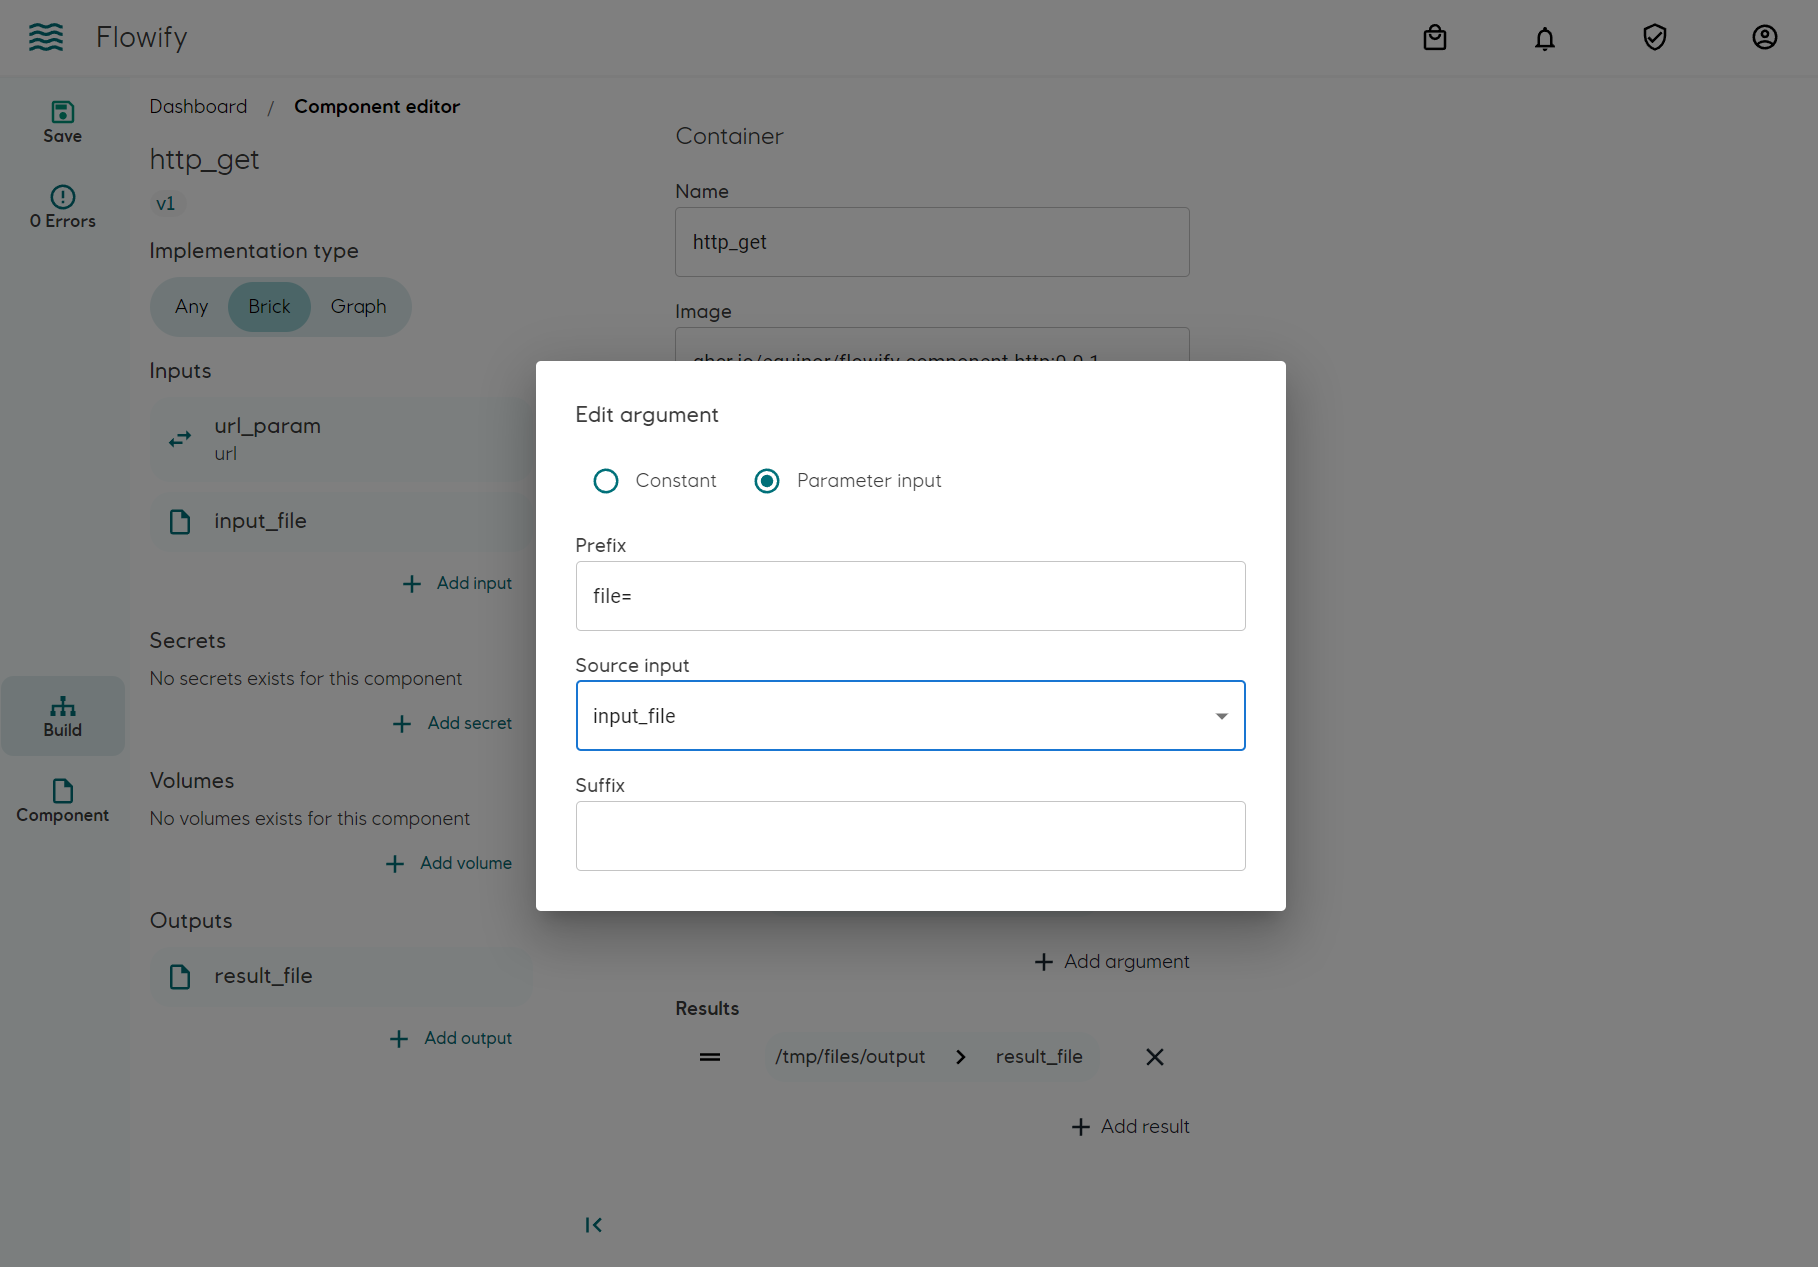 Flowify
Save
0 Errors
Build
Component
Dashboard / Component editor
http_get
v1
Implementation type
Any Brick Graph
Inputs
url_param
url
input_file
Add input
Secrets
No secrets exists for this component
Add secret
Volumes
No volumes exists for this component
Add volume
Outputs
result_file
Add output
Container
Name
http_get
Image
Edit argument
Constant Parameter input
Prefix
file=
Source input
input_file
Suffix
Add argument
Results
/tmp/files/output > result_file
Add result